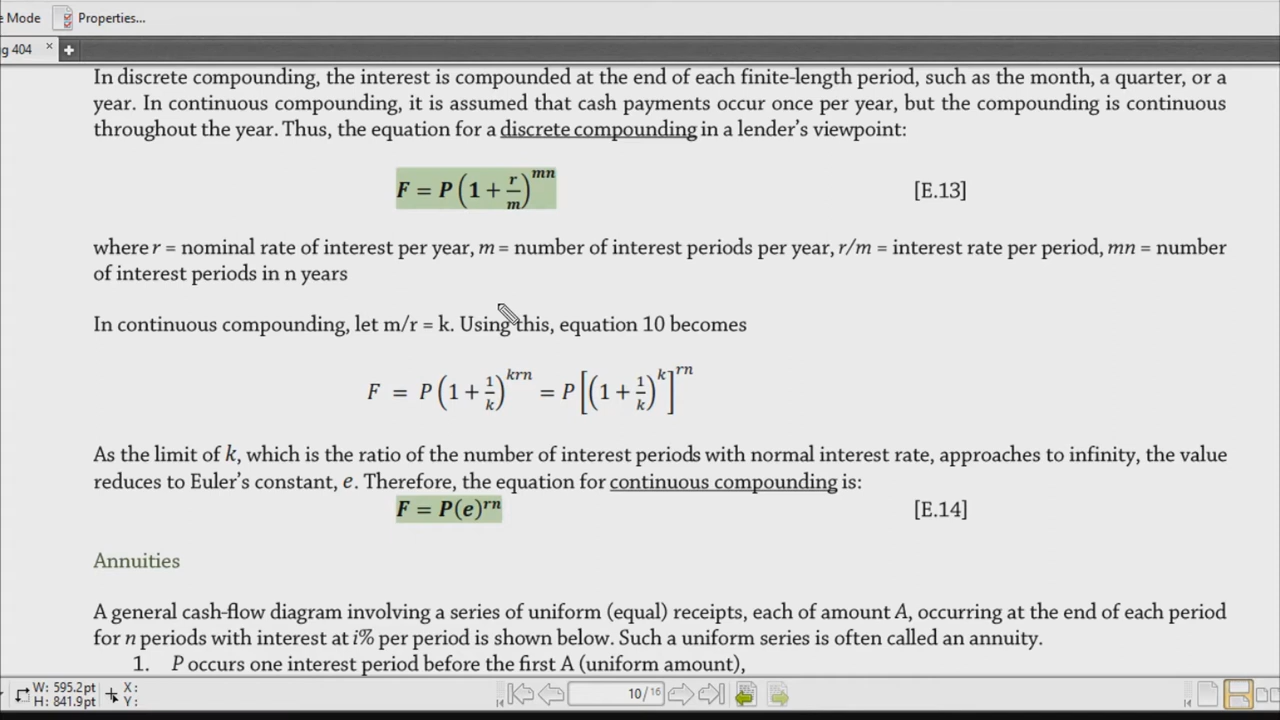 e Mode Properties...
g 404
In discrete compounding, the interest is compounded at the end of each finite-length period, such as the month, a quarter, or a
year. In continuous compounding, it is assumed that cash payments occur once per year, but the compounding is continuous
throughout the year. Thus, the equation for a discrete compounding in a lender's viewpoint:
F = P (1 + r/m)^mn [E.13]
where r = nominal rate of interest per year, m = number of interest periods per year, r/m = interest rate per period, mn = number
of interest periods in n years
In continuous compounding, let m/r = k. Using this, equation 10 becomes
F = P (1 + 1/k)^krn = P [(1 + 1/k)^k]^rn
As the limit of k, which is the ratio of the number of interest periods with normal interest rate, approaches to infinity, the value
reduces to Euler's constant, e. Therefore, the equation for continuous compounding is:
F = P(e)^rn [E.14]
Annuities
A general cash-flow diagram involving a series of uniform (equal) receipts, each of amount A, occurring at the end of each period
for n periods with interest at i% per period is shown below. Such a uniform series is often called an annuity.
1. P occurs one interest period before the first A (uniform amount),
W: 595.2pt X:
H: 841.9pt Y:
10/16